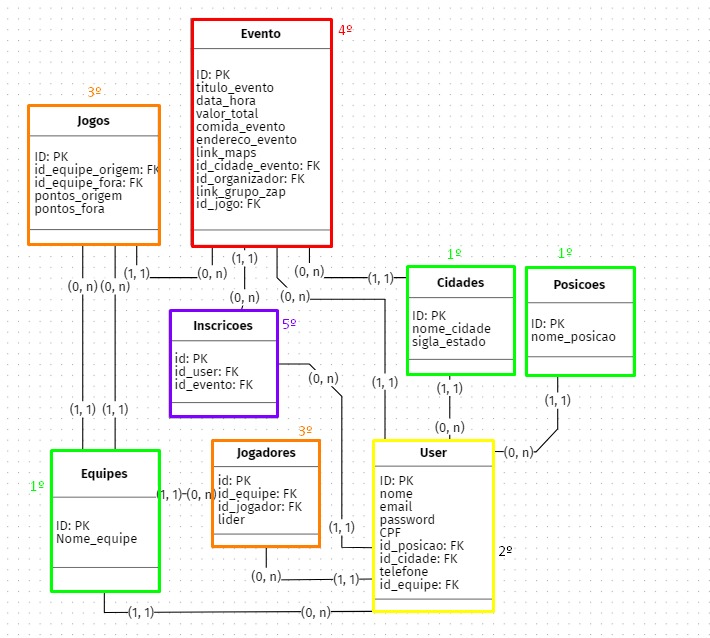 Evento
4º
ID: PK
titulo_evento
data_hora
valor_total
comida_evento
endereco_evento
link_maps
id_cidade_evento: FK
id_organizador: FK
link_grupo_zap
id_jogo: FK
3º
Jogos
ID: PK
id_equipe_origem: FK
id_equipe_fora: FK
pontos_origem
pontos_fora
(0, n)
(0, n)
(1, 1)
(0, n)
(1, 1)
(0, n)
(0, n)
(0, n)
(1, 1)
1º
Cidades
ID: PK
nome_cidade
sigla_estado
1º
Posicoes
ID: PK
nome_posicao
Inscricoes
5º
id: PK
id_user: FK
id_evento: FK
(0, n)
(1, 1)
(1, 1)
(0, n)
(1, 1)
(0, n)
(1, 1)
(1, 1)
1º
Equipes
ID: PK
Nome_equipe
(1, 1)
(0, n)
3º
Jogadores
id: PK
id_equipe: FK
id_jogador: FK
lider
(1, 1)
(0, n)
(1, 1)
User
2º
ID: PK
nome
email
password
CPF
id_posicao: FK
id_cidade: FK
telefone
id_equipe: FK
(1, 1)
(0, n)